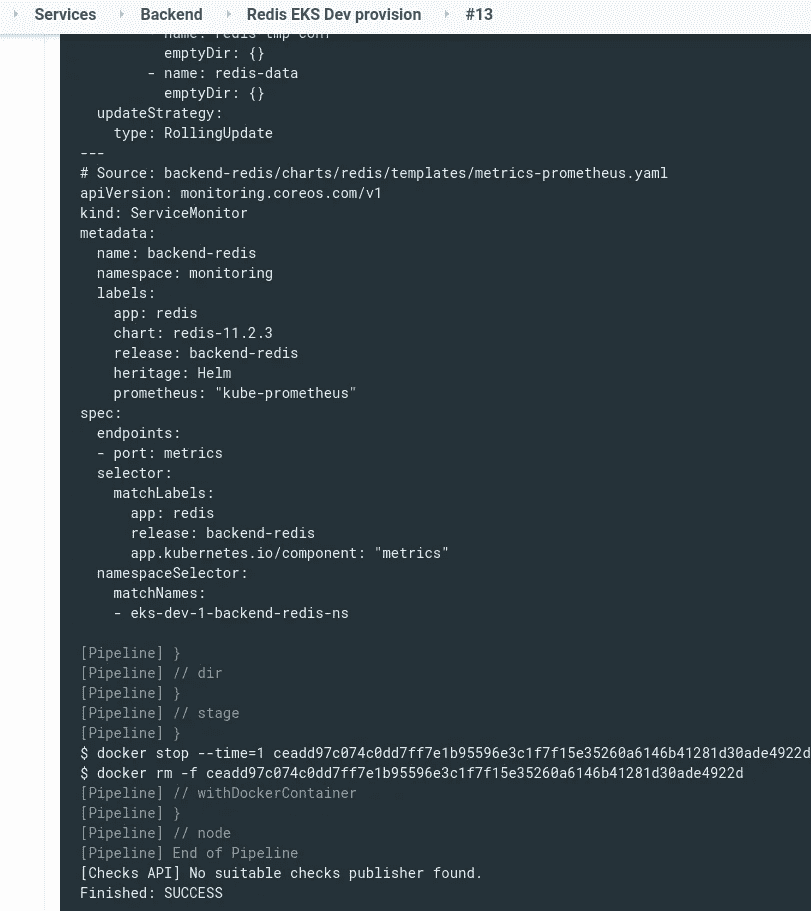 Services Backend Redis EKS Dev provision #13
name: redis-tmp-conf
emptyDir: {}
- name: redis-data
emptyDir: {}
updateStrategy:
type: RollingUpdate
---
# Source: backend-redis/charts/redis/templates/metrics-prometheus.yaml
apiVersion: monitoring.coreos.com/v1
kind: ServiceMonitor
metadata:
name: backend-redis
namespace: monitoring
labels:
app: redis
chart: redis-11.2.3
release: backend-redis
heritage: Helm
prometheus: "kube-prometheus"
spec:
endpoints:
- port: metrics
selector:
matchLabels:
app: redis
release: backend-redis
app.kubernetes.io/component: "metrics"
namespaceSelector:
matchNames:
- eks-dev-1-backend-redis-ns
[Pipeline] }
[Pipeline] // dir
[Pipeline] }
[Pipeline] // stage
[Pipeline] }
$ docker stop --time=1 ceadd97c074c0dd7ff7e1b95596e3c1f7f15e35260a6146b41281d30ade4922d
$ docker rm -f ceadd97c074c0dd7ff7e1b95596e3c1f7f15e35260a6146b41281d30ade4922d
[Pipeline] // withDockerContainer
[Pipeline] }
[Pipeline] // node
[Pipeline] End of Pipeline
[Checks API] No suitable checks publisher found.
Finished: SUCCESS